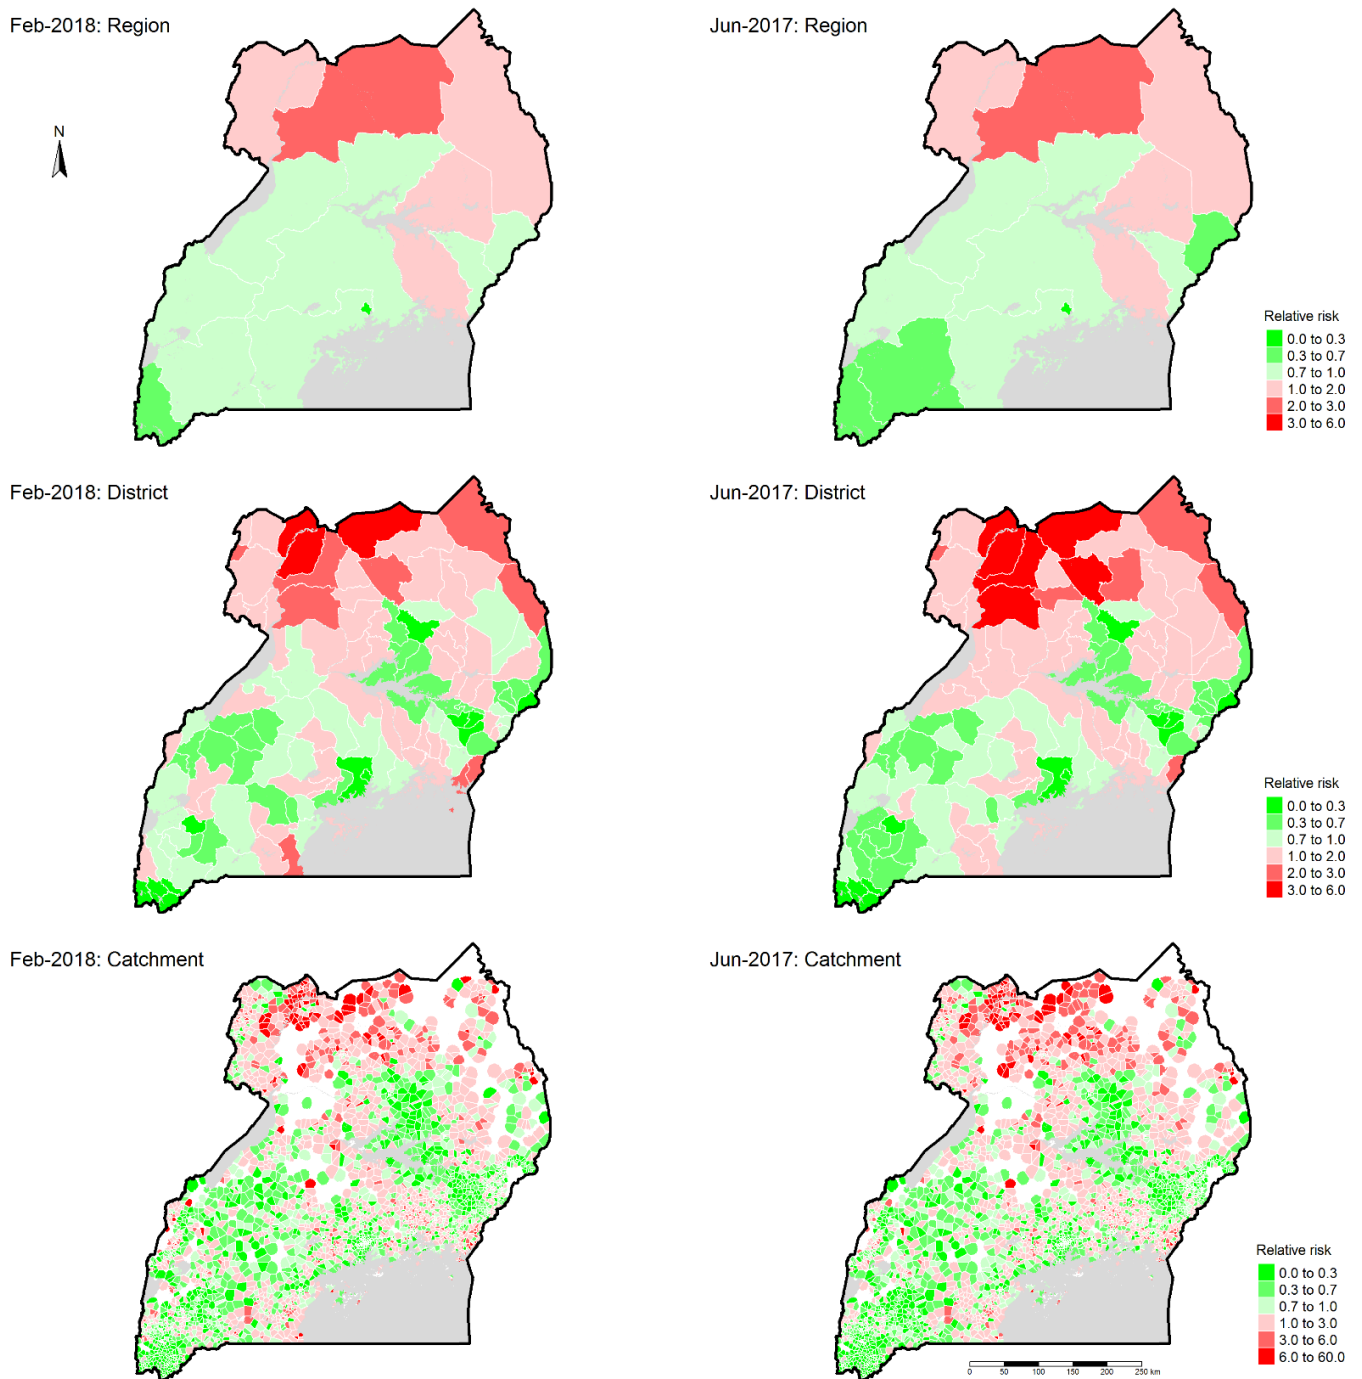 Feb-2018: Region
Jun-2017: Region
N
Relative risk
0.0 to 0.3
0.3 to 0.7
0.7 to 1.0
1.0 to 2.0
2.0 to 3.0
3.0 to 6.0
Feb-2018: District
Jun-2017: District
Relative risk
0.0 to 0.3
0.3 to 0.7
0.7 to 1.0
1.0 to 2.0
2.0 to 3.0
3.0 to 6.0
Feb-2018: Catchment
Jun-2017: Catchment
Relative risk
0.0 to 0.3
0.3 to 0.7
0.7 to 1.0
1.0 to 3.0
3.0 to 6.0
6.0 to 60.0
0 50 100 150 200 250 km